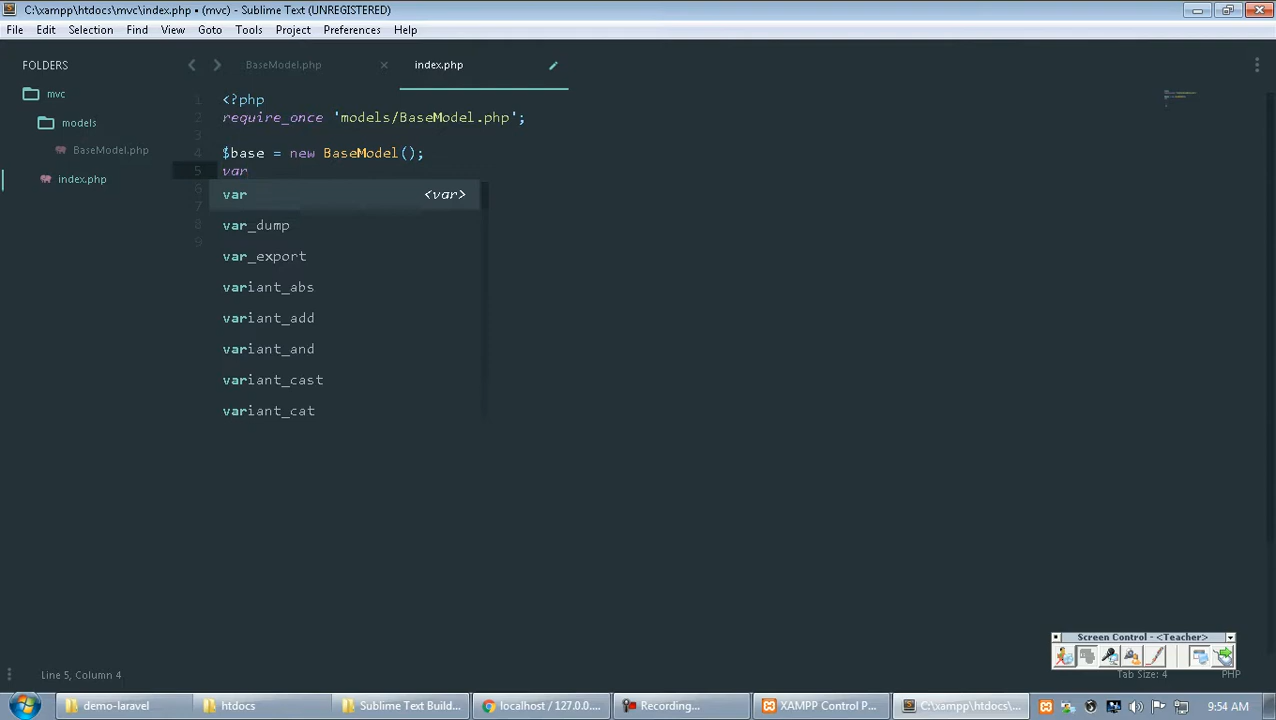 C:\xampp\htdocs\mvc\index.php • (mvc) - Sublime Text (UNREGISTERED)
File Edit Selection Find View Goto Tools Project Preferences Help
FOLDERS
mvc
models
BaseModel.php
index.php
BaseModel.php × index.php
1 <?php
2 require_once 'models/BaseModel.php';
3
4 $base = new BaseModel();
5 var
6
7
8
9
var <var>
var_dump
var_export
variant_abs
variant_add
variant_and
variant_cast
variant_cat
Screen Control - <Teacher>
Line 5, Column 4
Tab Size: 4
PHP
demo-laravel
htdocs
Sublime Text Build...
localhost / 127.0.0....
Recording...
XAMPP Control P...
C:\xampp\htdocs\...
9:54 AM